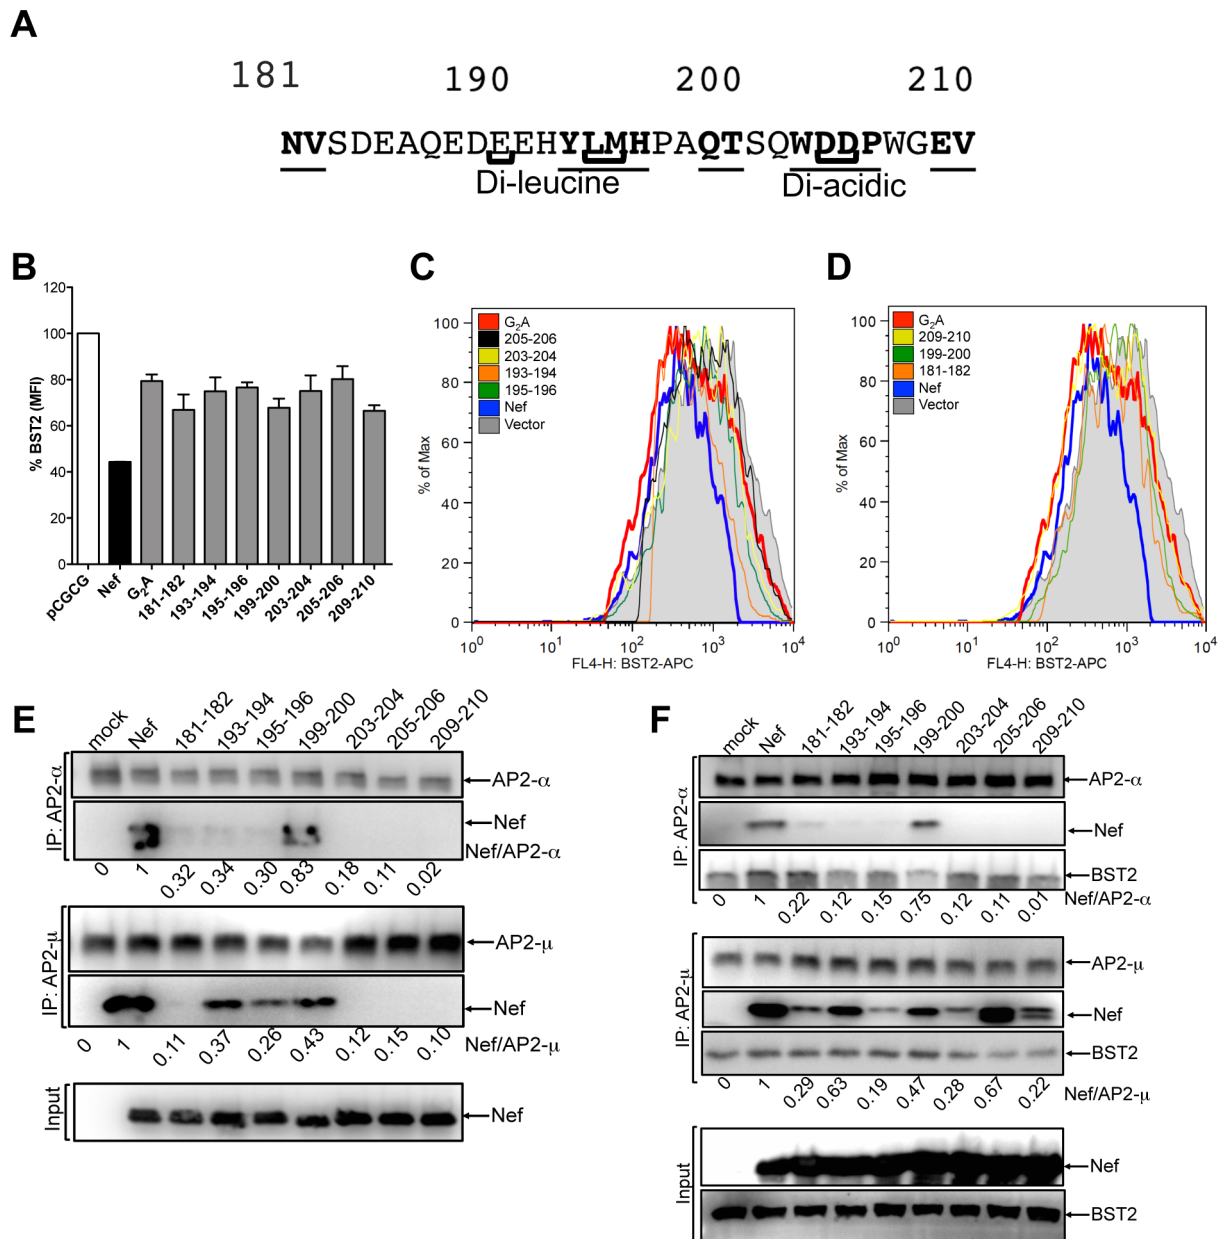 A
181 190 200 210
NVSDEAQEDEEHYLMHPAQTSQWDDPWGEV
Di-leucine Di-acidic
B
% BST2 (MFI)
120
100
80
60
40
20
0
pCGCG Nef G2A 181-182 193-194 195-196 199-200 203-204 205-206 209-210
C
G2A
205-206
203-204
193-194
195-196
Nef
Vector
% of Max
100
80
60
40
20
0
10^0 10^1 10^2 10^3 10^4
FL4-H: BST2-APC
D
G2A
209-210
199-200
181-182
Nef
Vector
% of Max
100
80
60
40
20
0
10^0 10^1 10^2 10^3 10^4
FL4-H: BST2-APC
E
mock Nef 181-182 193-194 195-196 199-200 203-204 205-206 209-210
IP: AP2-α
AP2-α
Nef
Nef/AP2-α
0 1 0.32 0.34 0.30 0.83 0.18 0.11 0.02
IP: AP2-μ
AP2-μ
Nef
0 1 0.11 0.37 0.26 0.43 0.12 0.15 0.10 Nef/AP2-μ
Input
Nef
F
mock Nef 181-182 193-194 195-196 199-200 203-204 205-206 209-210
IP: AP2-α
AP2-α
Nef
BST2
0 1 0.22 0.12 0.15 0.75 0.12 0.11 0.01 Nef/AP2-α
IP: AP2-μ
AP2-μ
Nef
BST2
0 1 0.29 0.63 0.19 0.47 0.28 0.67 0.22 Nef/AP2-μ
Input
Nef
BST2